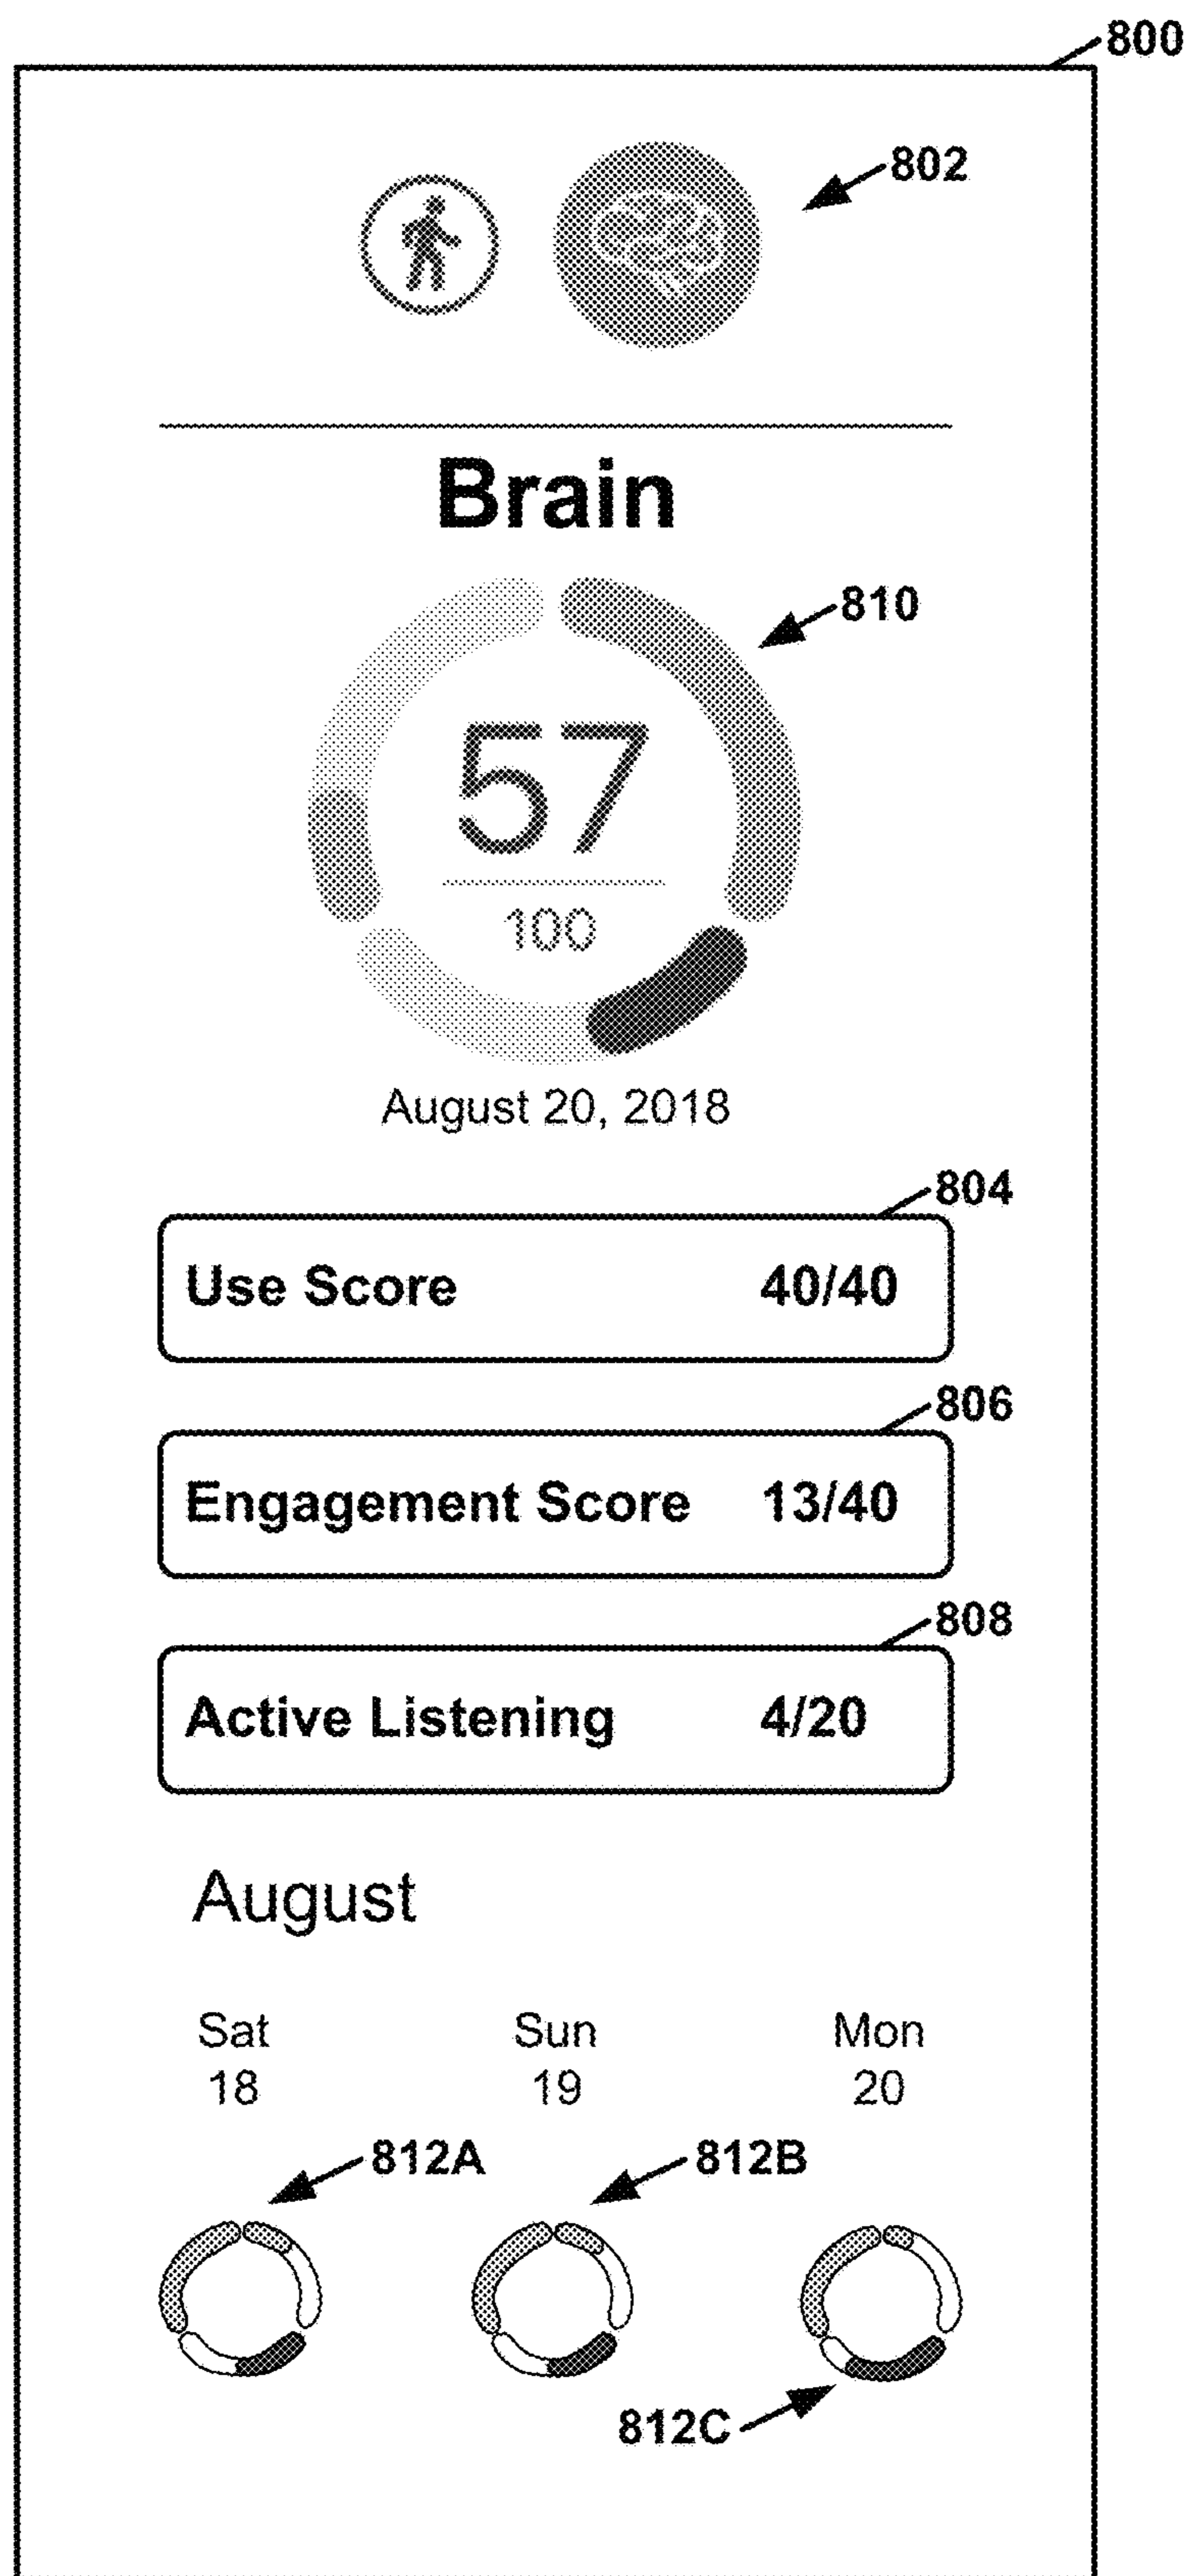 800
802
Brain
810
57
100
August 20, 2018
804
Use Score 40/40
806
Engagement Score 13/40
808
Active Listening 4/20
August
Sat Sun Mon
18 19 20
812A 812B
812C